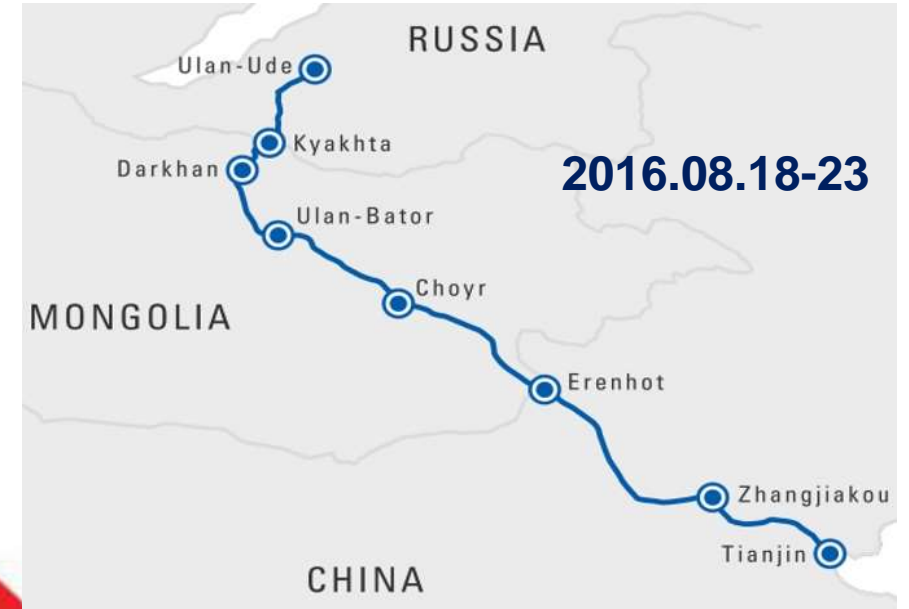 RUSSIA
Ulan-Ude
Kyakhta
Darkhan
2016.08.18-23
Ulan-Bator
Choyr
MONGOLIA
Erenhot
Zhangjiakou
Tianjin
CHINA